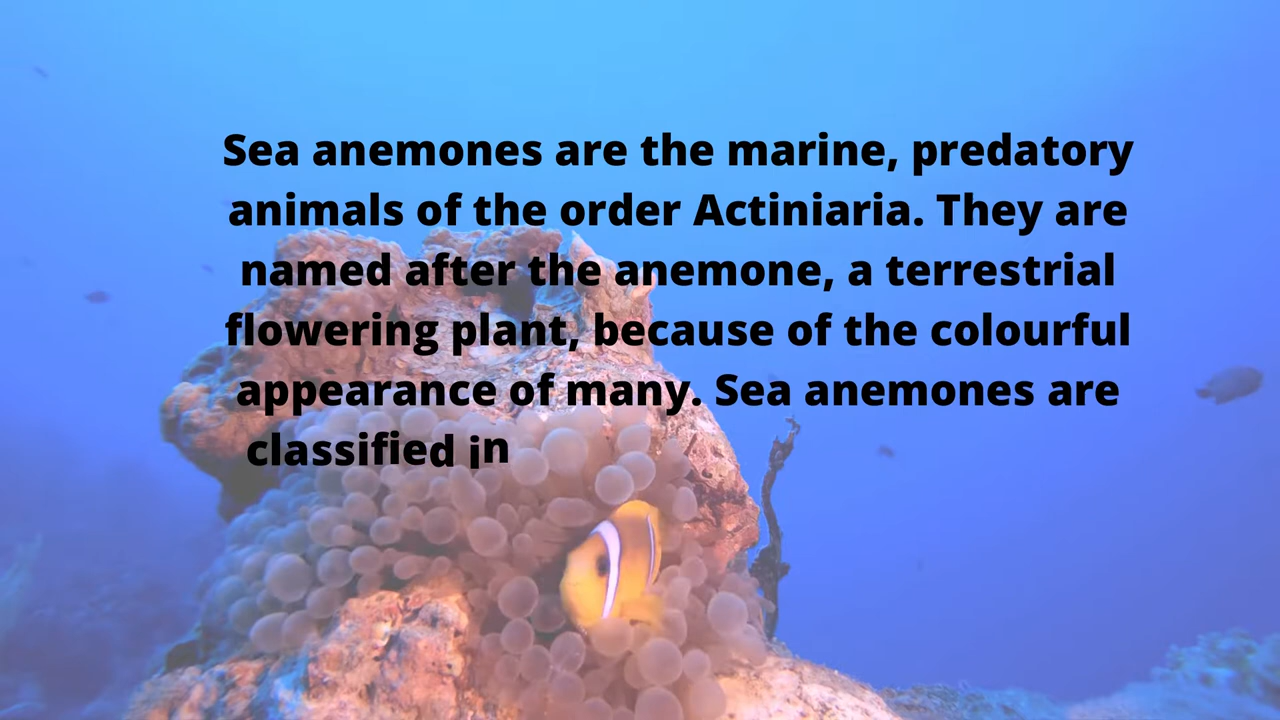 Sea anemones are the marine, predatory
animals of the order Actiniaria. They are
named after the anemone, a terrestrial
flowering plant, because of the colourful
appearance of many. Sea anemones are
classified in